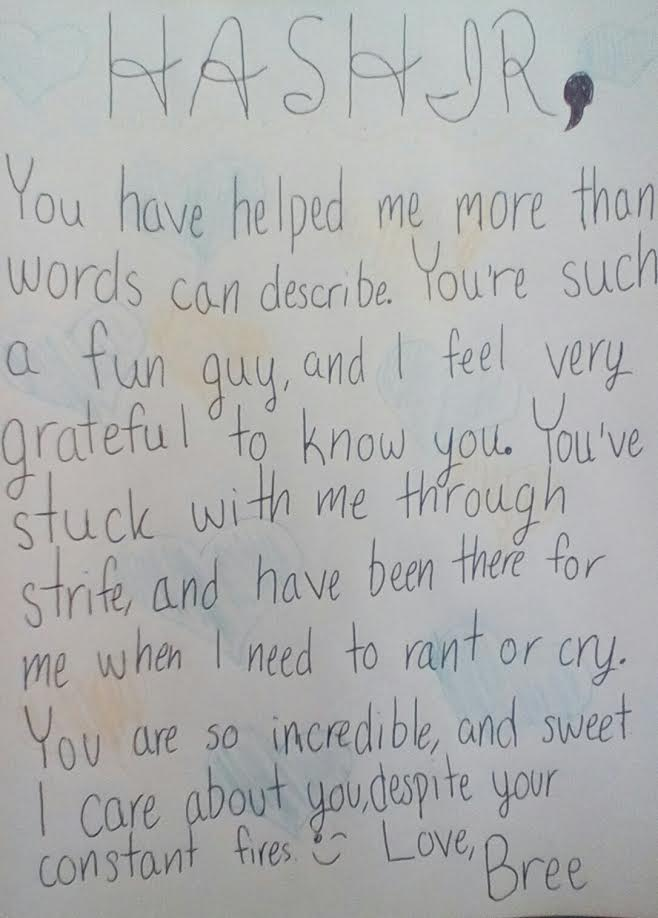 HASHIR,
You have helped me more than
words can describe. You're such
a fun guy, and I feel very
grateful to know you. You've
stuck with me through
strife, and have been there for
me when I need to rant or cry.
You are so incredible, and sweet
I care about you, despite your
constant fires. :) Love, Bree